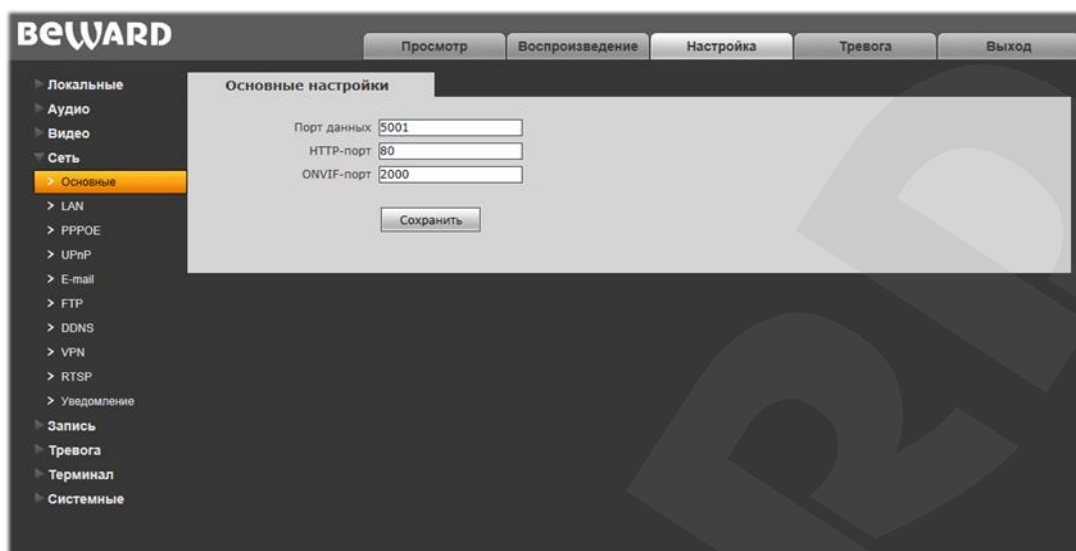 BEWARD
Просмотр
Воспроизведение
Настройка
Тревога
Выход
Локальные
Аудио
Видео
Сеть
Основные
LAN
PPPOE
UPnP
E-mail
FTP
DDNS
VPN
RTSP
Уведомление
Запись
Тревога
Терминал
Системные
Основные настройки
Порт данных 5001
HTTP-порт 80
ONVIF-порт 2000
Сохранить